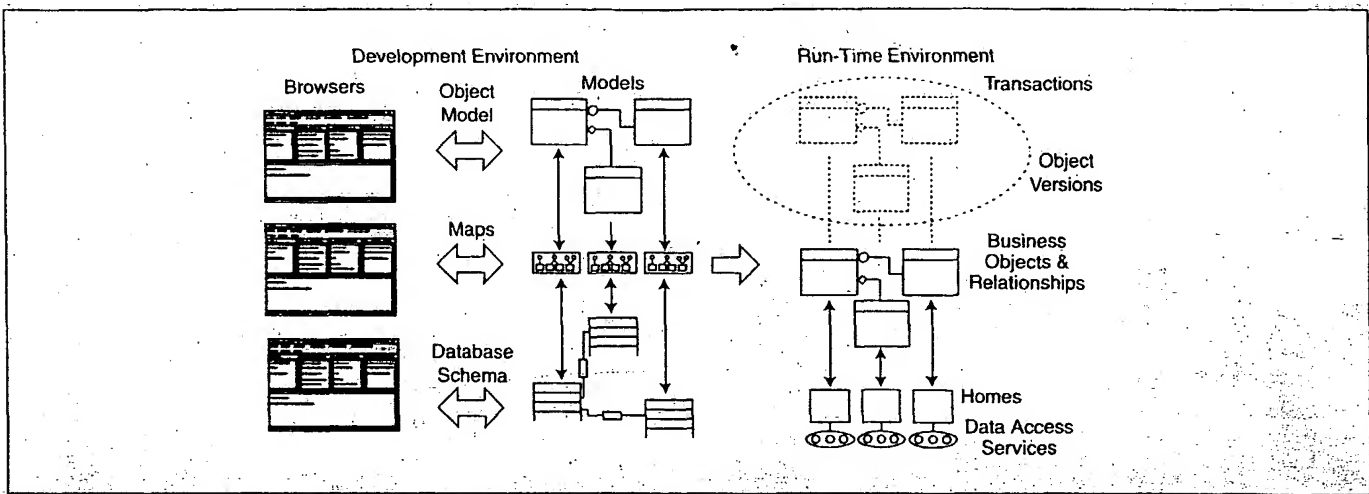 Development Environment
Run-Time Environment
Browsers
Object
Model
Models
Transactions
Object
Versions
Maps
Business
Objects &
Relationships
Database
Schema
Homes
Data Access
Services